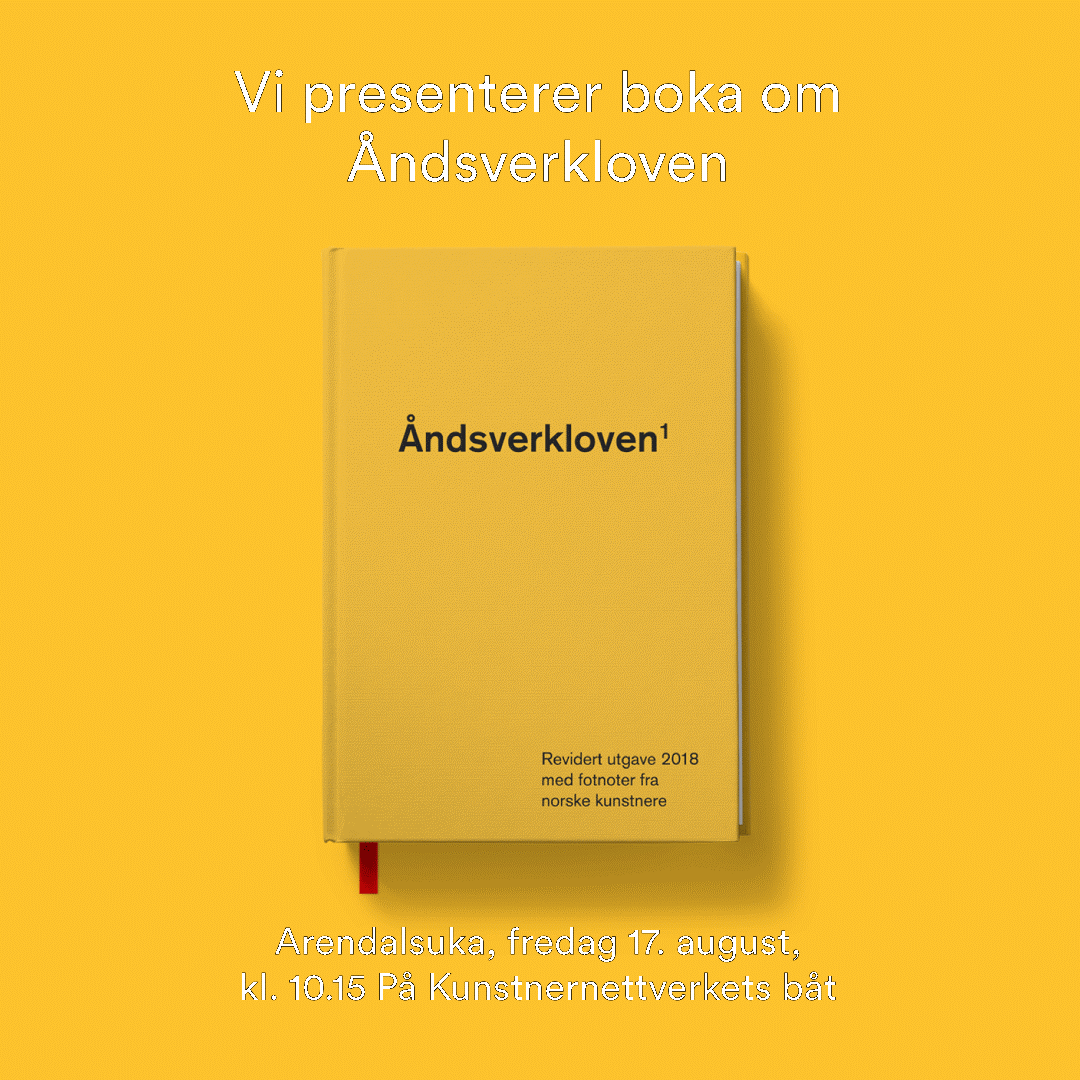 Vi presenterer boka om
Åndsverkloven
Åndsverkloven¹
Revidert utgave 2018
med fotnoter fra
norske kunstnere
Arendalsuka, fredag 17. august,
kl. 10.15 På Kunstnernettverkets båt